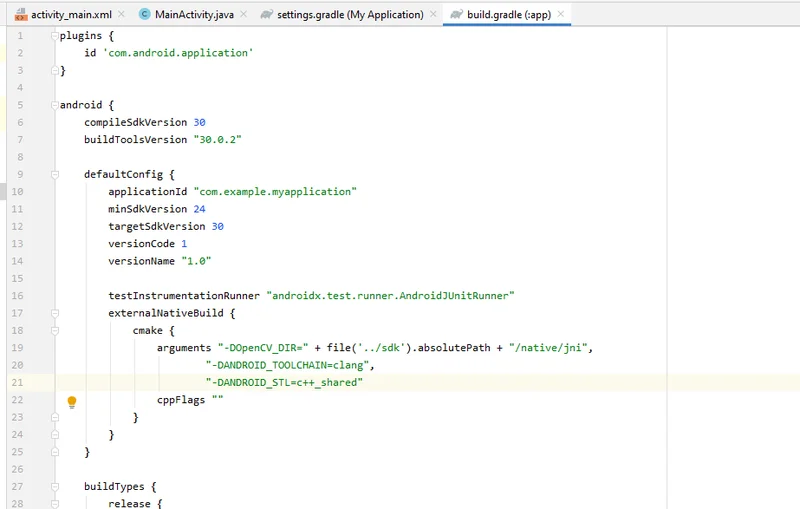 activity_main.xml MainActivity.java settings.gradle (My Application) build.gradle (:app)
1 plugins {
2 id 'com.android.application'
3 }
4
5 android {
6 compileSdkVersion 30
7 buildToolsVersion "30.0.2"
8
9 defaultConfig {
10 applicationId "com.example.myapplication"
11 minSdkVersion 24
12 targetSdkVersion 30
13 versionCode 1
14 versionName "1.0"
15
16 testInstrumentationRunner "androidx.test.runner.AndroidJUnitRunner"
17 externalNativeBuild {
18 cmake {
19 arguments "-DOpenCV_DIR=" + file('../sdk').absolutePath + "/native/jni",
20 "-DANDROID_TOOLCHAIN=clang",
21 "-DANDROID_STL=c++_shared"
22 cppFlags ""
23 }
24 }
25 }
26
27 buildTypes {
28 release {